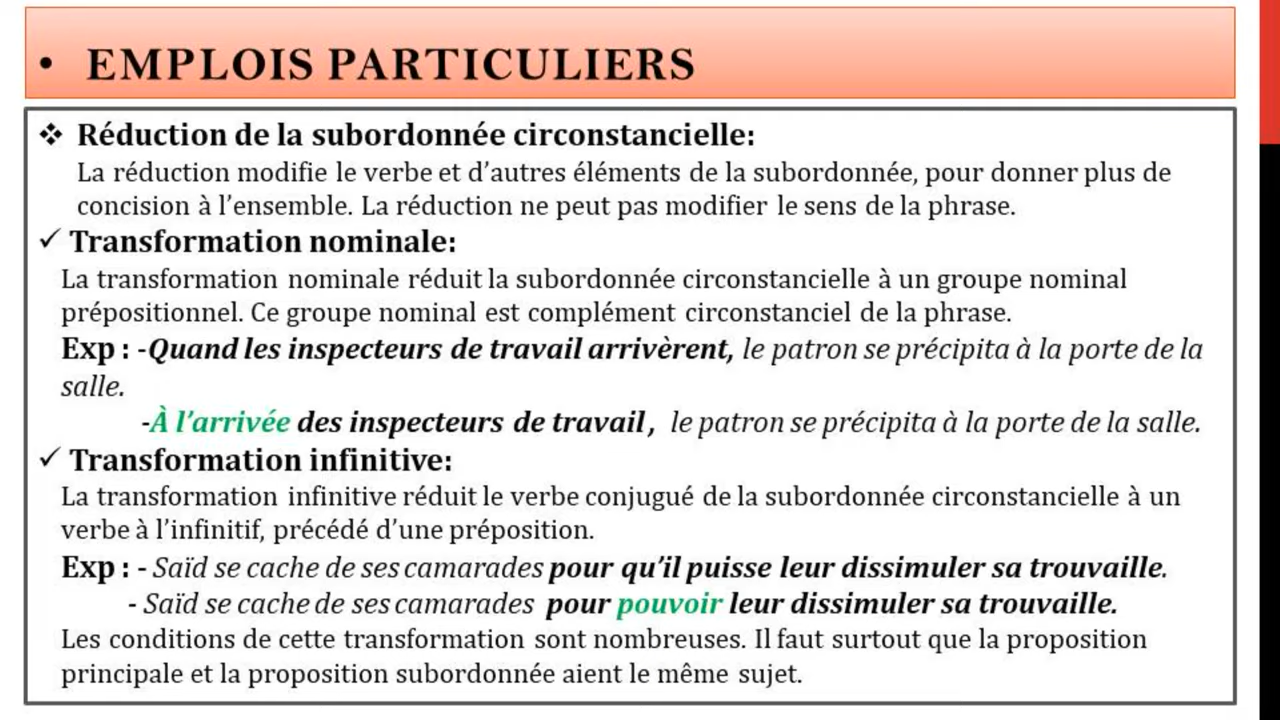 • EMPLOIS PARTICULIERS
❖ Réduction de la subordonnée circonstancielle:
La réduction modifie le verbe et d’autres éléments de la subordonnée, pour donner plus de
concision à l’ensemble. La réduction ne peut pas modifier le sens de la phrase.
✓ Transformation nominale:
La transformation nominale réduit la subordonnée circonstancielle à un groupe nominal
prépositionnel. Ce groupe nominal est complément circonstanciel de la phrase.
Exp : -Quand les inspecteurs de travail arrivèrent, le patron se précipita à la porte de la
salle.
-À l’arrivée des inspecteurs de travail , le patron se précipita à la porte de la salle.
✓ Transformation infinitive:
La transformation infinitive réduit le verbe conjugué de la subordonnée circonstancielle à un
verbe à l’infinitif, précédé d’une préposition.
Exp : - Saïd se cache de ses camarades pour qu’il puisse leur dissimuler sa trouvaille.
- Saïd se cache de ses camarades pour pouvoir leur dissimuler sa trouvaille.
Les conditions de cette transformation sont nombreuses. Il faut surtout que la proposition
principale et la proposition subordonnée aient le même sujet.